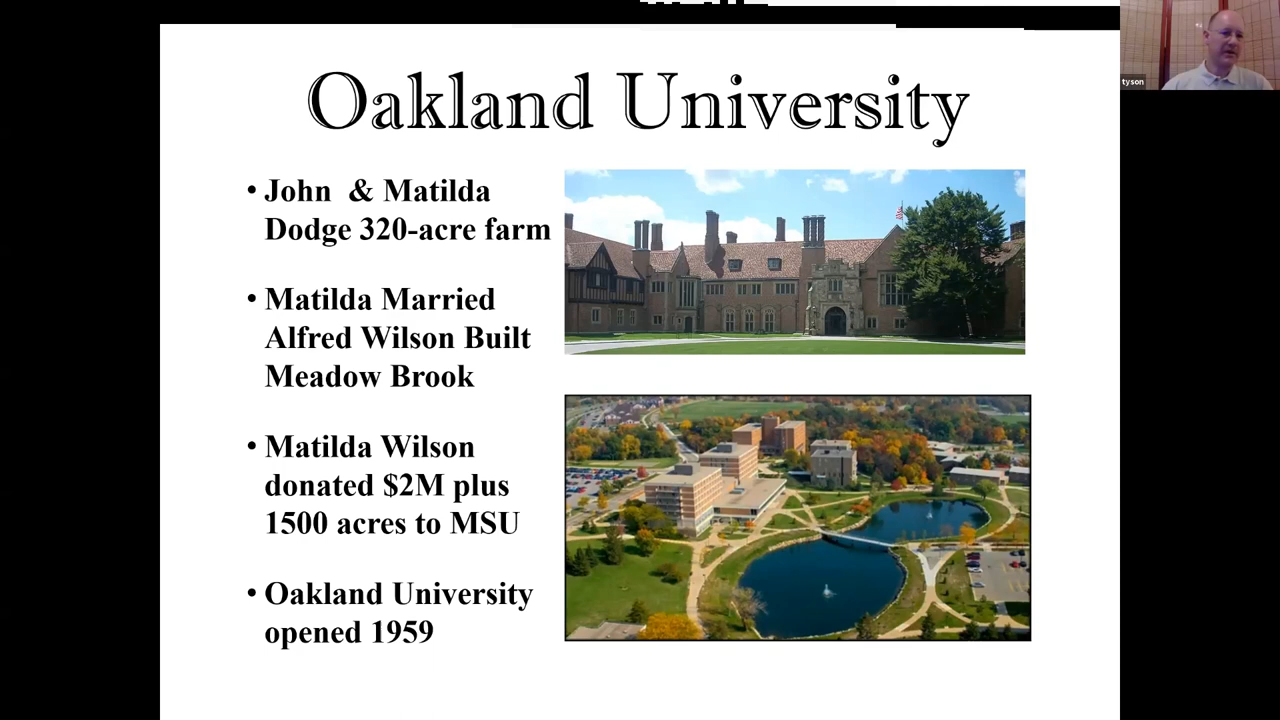 Oakland University
• John & Matilda
Dodge 320-acre farm
• Matilda Married
Alfred Wilson Built
Meadow Brook
• Matilda Wilson
donated $2M plus
1500 acres to MSU
• Oakland University
opened 1959
tyson